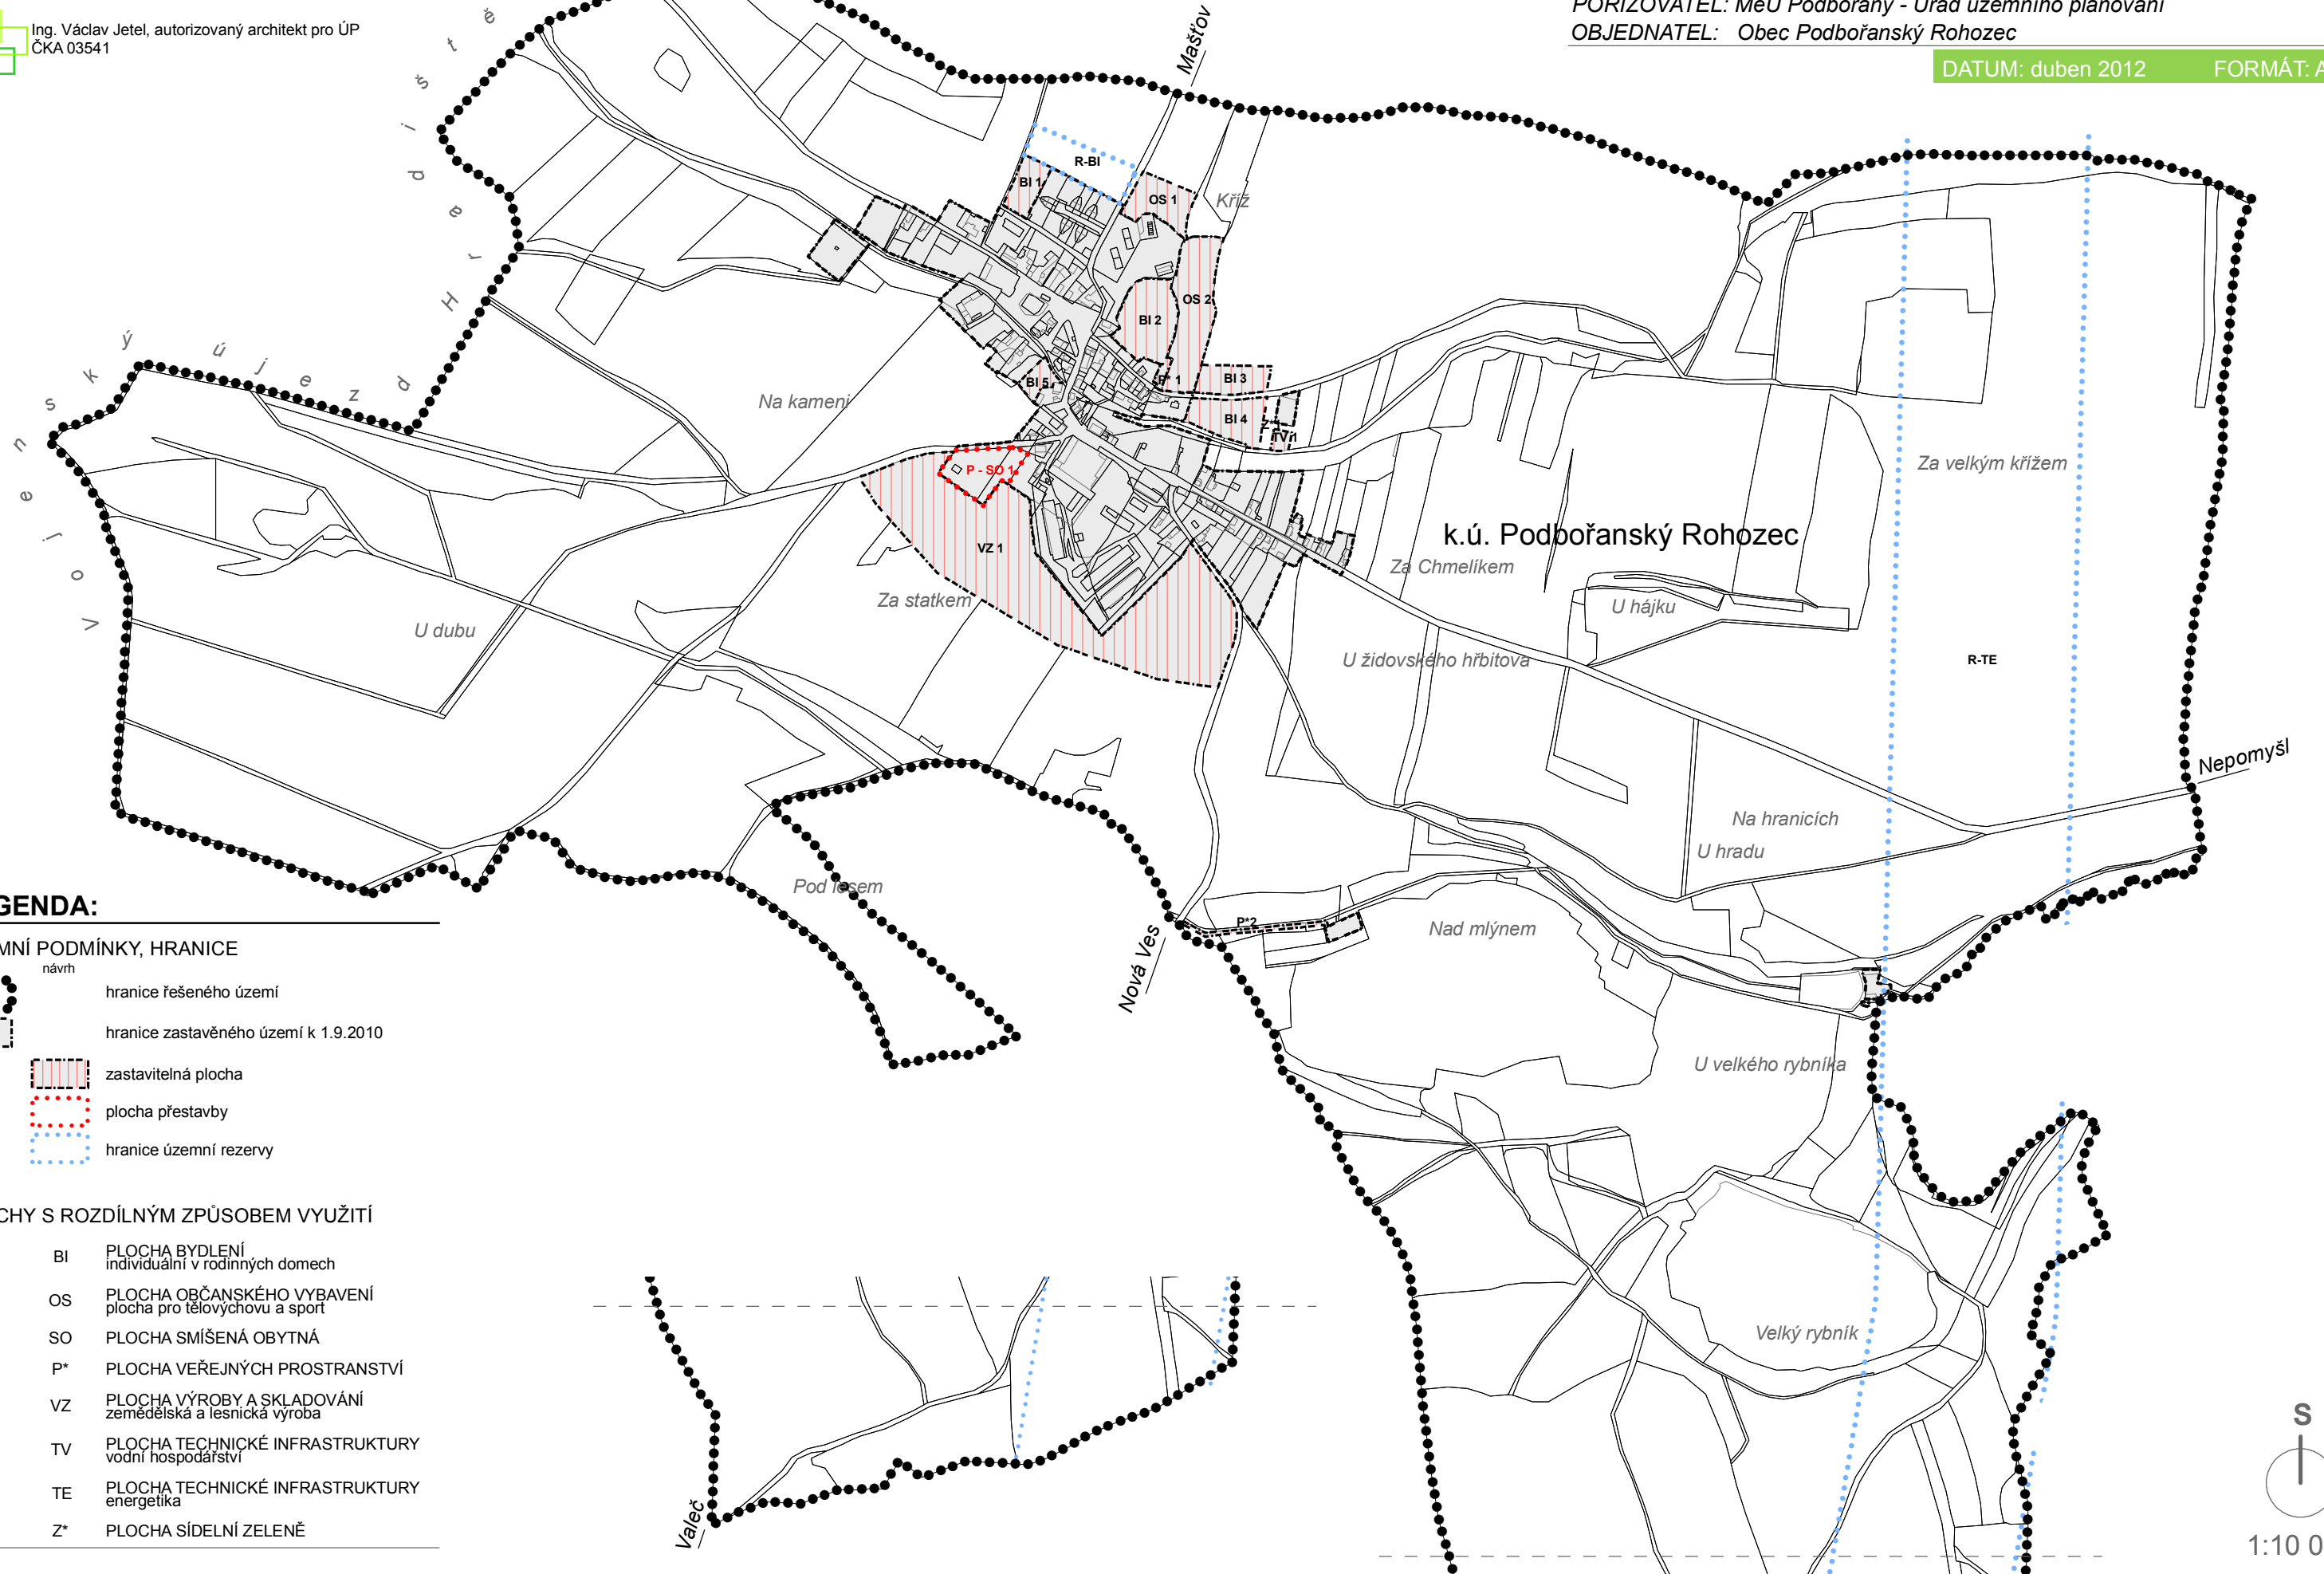 Ing. Václav Jetel, autorizovaný architekt pro ÚP
ČKA 03541
POŘIZOVATEL: MěÚ Podbořany - Úřad územního plánování
OBJEDNATEL: Obec Podbořanský Rohozec
DATUM: duben 2012 FORMÁT: A
Vojenský újezd Hradiště
Mašťov
R-BI
BI 1
OS 1
Kříž
OS 2
BI 2
P* 1
BI 3
BI 5
BI 4
TV 1
Na kameni
P - SO 1
VZ 1
Za velkým křížem
k.ú. Podbořanský Rohozec
Za Chmelíkem
Za statkem
U hájku
U dubu
U židovského hřbitova
R-TE
Nepomyšl
Na hranicích
U hradu
Pod lesem
P*2
Nad mlýnem
Nová Ves
U velkého rybníka
Velký rybník
Valeč
GENDA:
MNÍ PODMÍNKY, HRANICE
návrh
hranice řešeného území
hranice zastavěného území k 1.9.2010
zastavitelná plocha
plocha přestavby
hranice územní rezervy
CHY S ROZDÍLNÝM ZPŮSOBEM VYUŽITÍ
BI PLOCHA BYDLENÍ
individuální v rodinných domech
OS PLOCHA OBČANSKÉHO VYBAVENÍ
plocha pro tělovýchovu a sport
SO PLOCHA SMÍŠENÁ OBYTNÁ
P* PLOCHA VEŘEJNÝCH PROSTRANSTVÍ
VZ PLOCHA VÝROBY A SKLADOVÁNÍ
zemědělská a lesnická výroba
TV PLOCHA TECHNICKÉ INFRASTRUKTURY
vodní hospodářství
TE PLOCHA TECHNICKÉ INFRASTRUKTURY
energetika
Z* PLOCHA SÍDELNÍ ZELENĚ
S
1:10 0